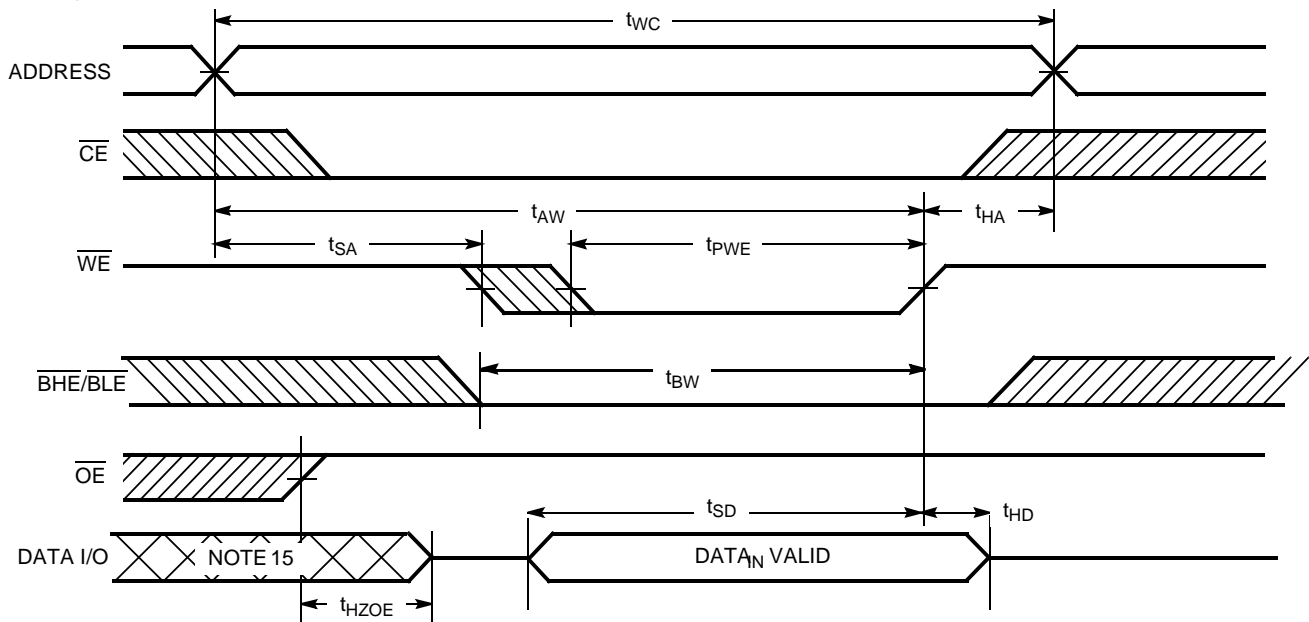 tWC
ADDRESS
CE
tAW
tHA
tSA
tPWE
WE
BHE/BLE
tBW
OE
tSD
tHD
DATA I/O
NOTE 15
DATAIN VALID
tHZOE